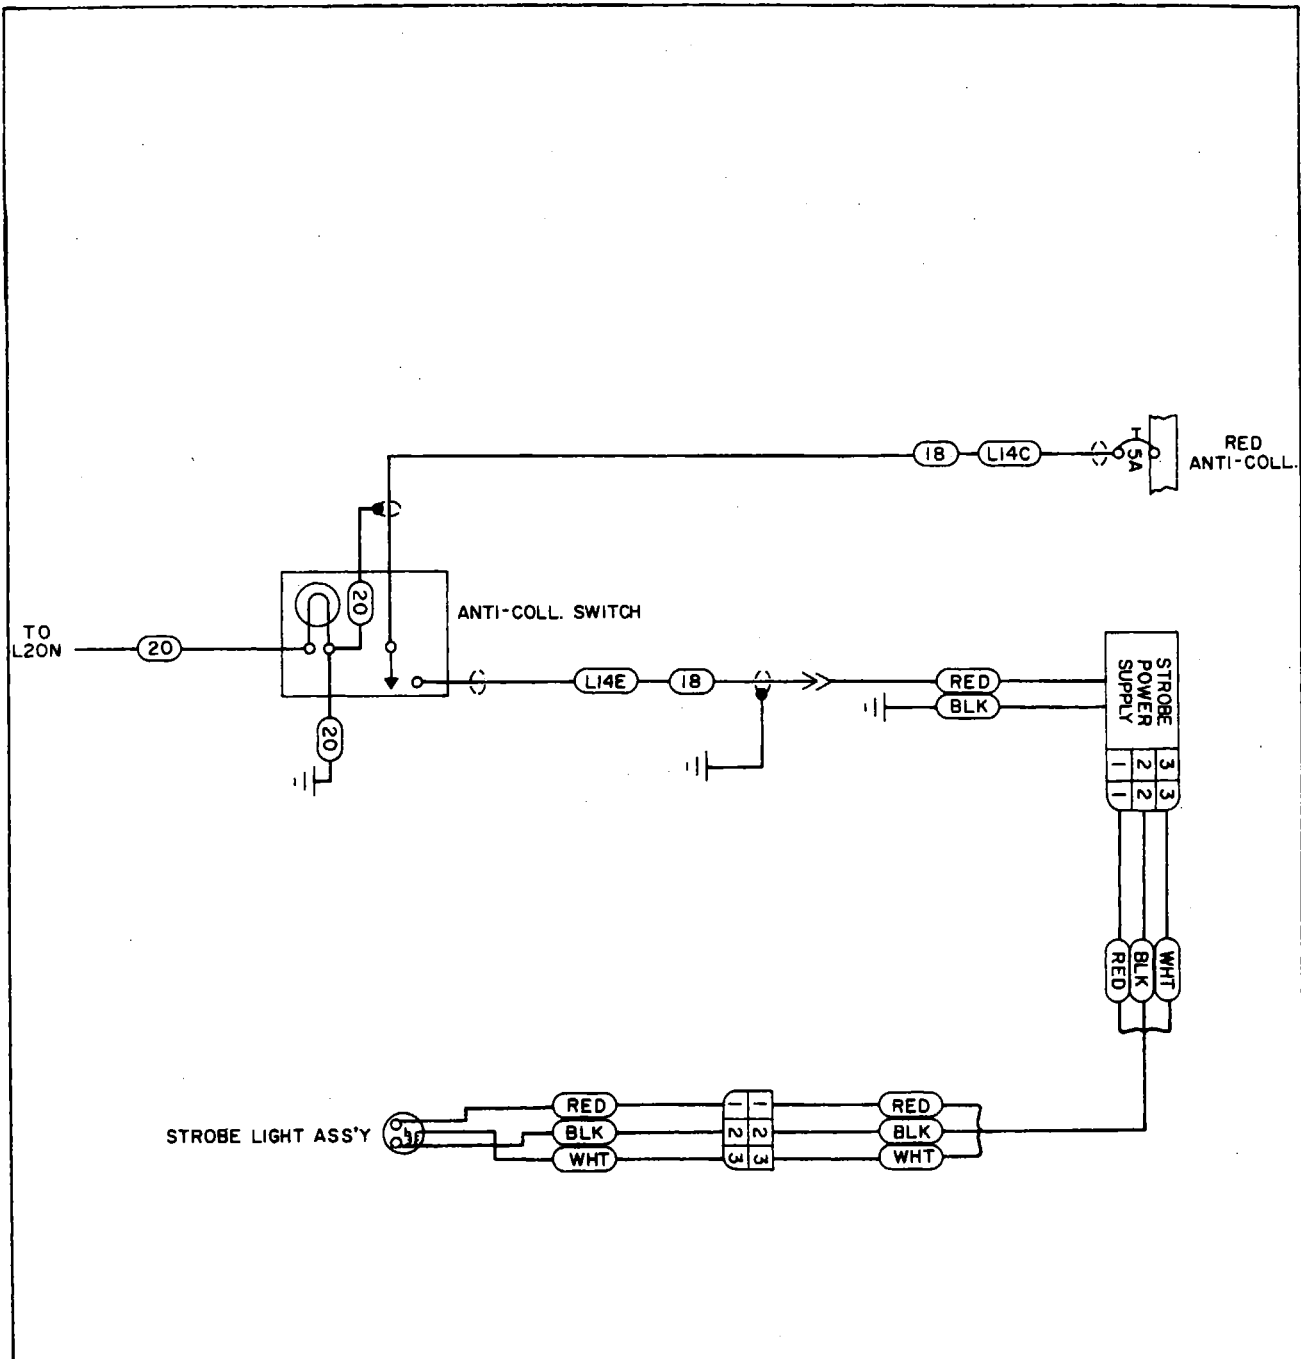 18
L14C
5A
RED
ANTI-COLL.
20
ANTI-COLL. SWITCH
TO
L20N
20
20
L14E
18
RED
BLK
STROBE
POWER
SUPPLY
1 2 3
1 2 3
RED
BLK
WHT
STROBE LIGHT ASS'Y
RED
1 1
RED
BLK
2 2
BLK
WHT
3 3
WHT